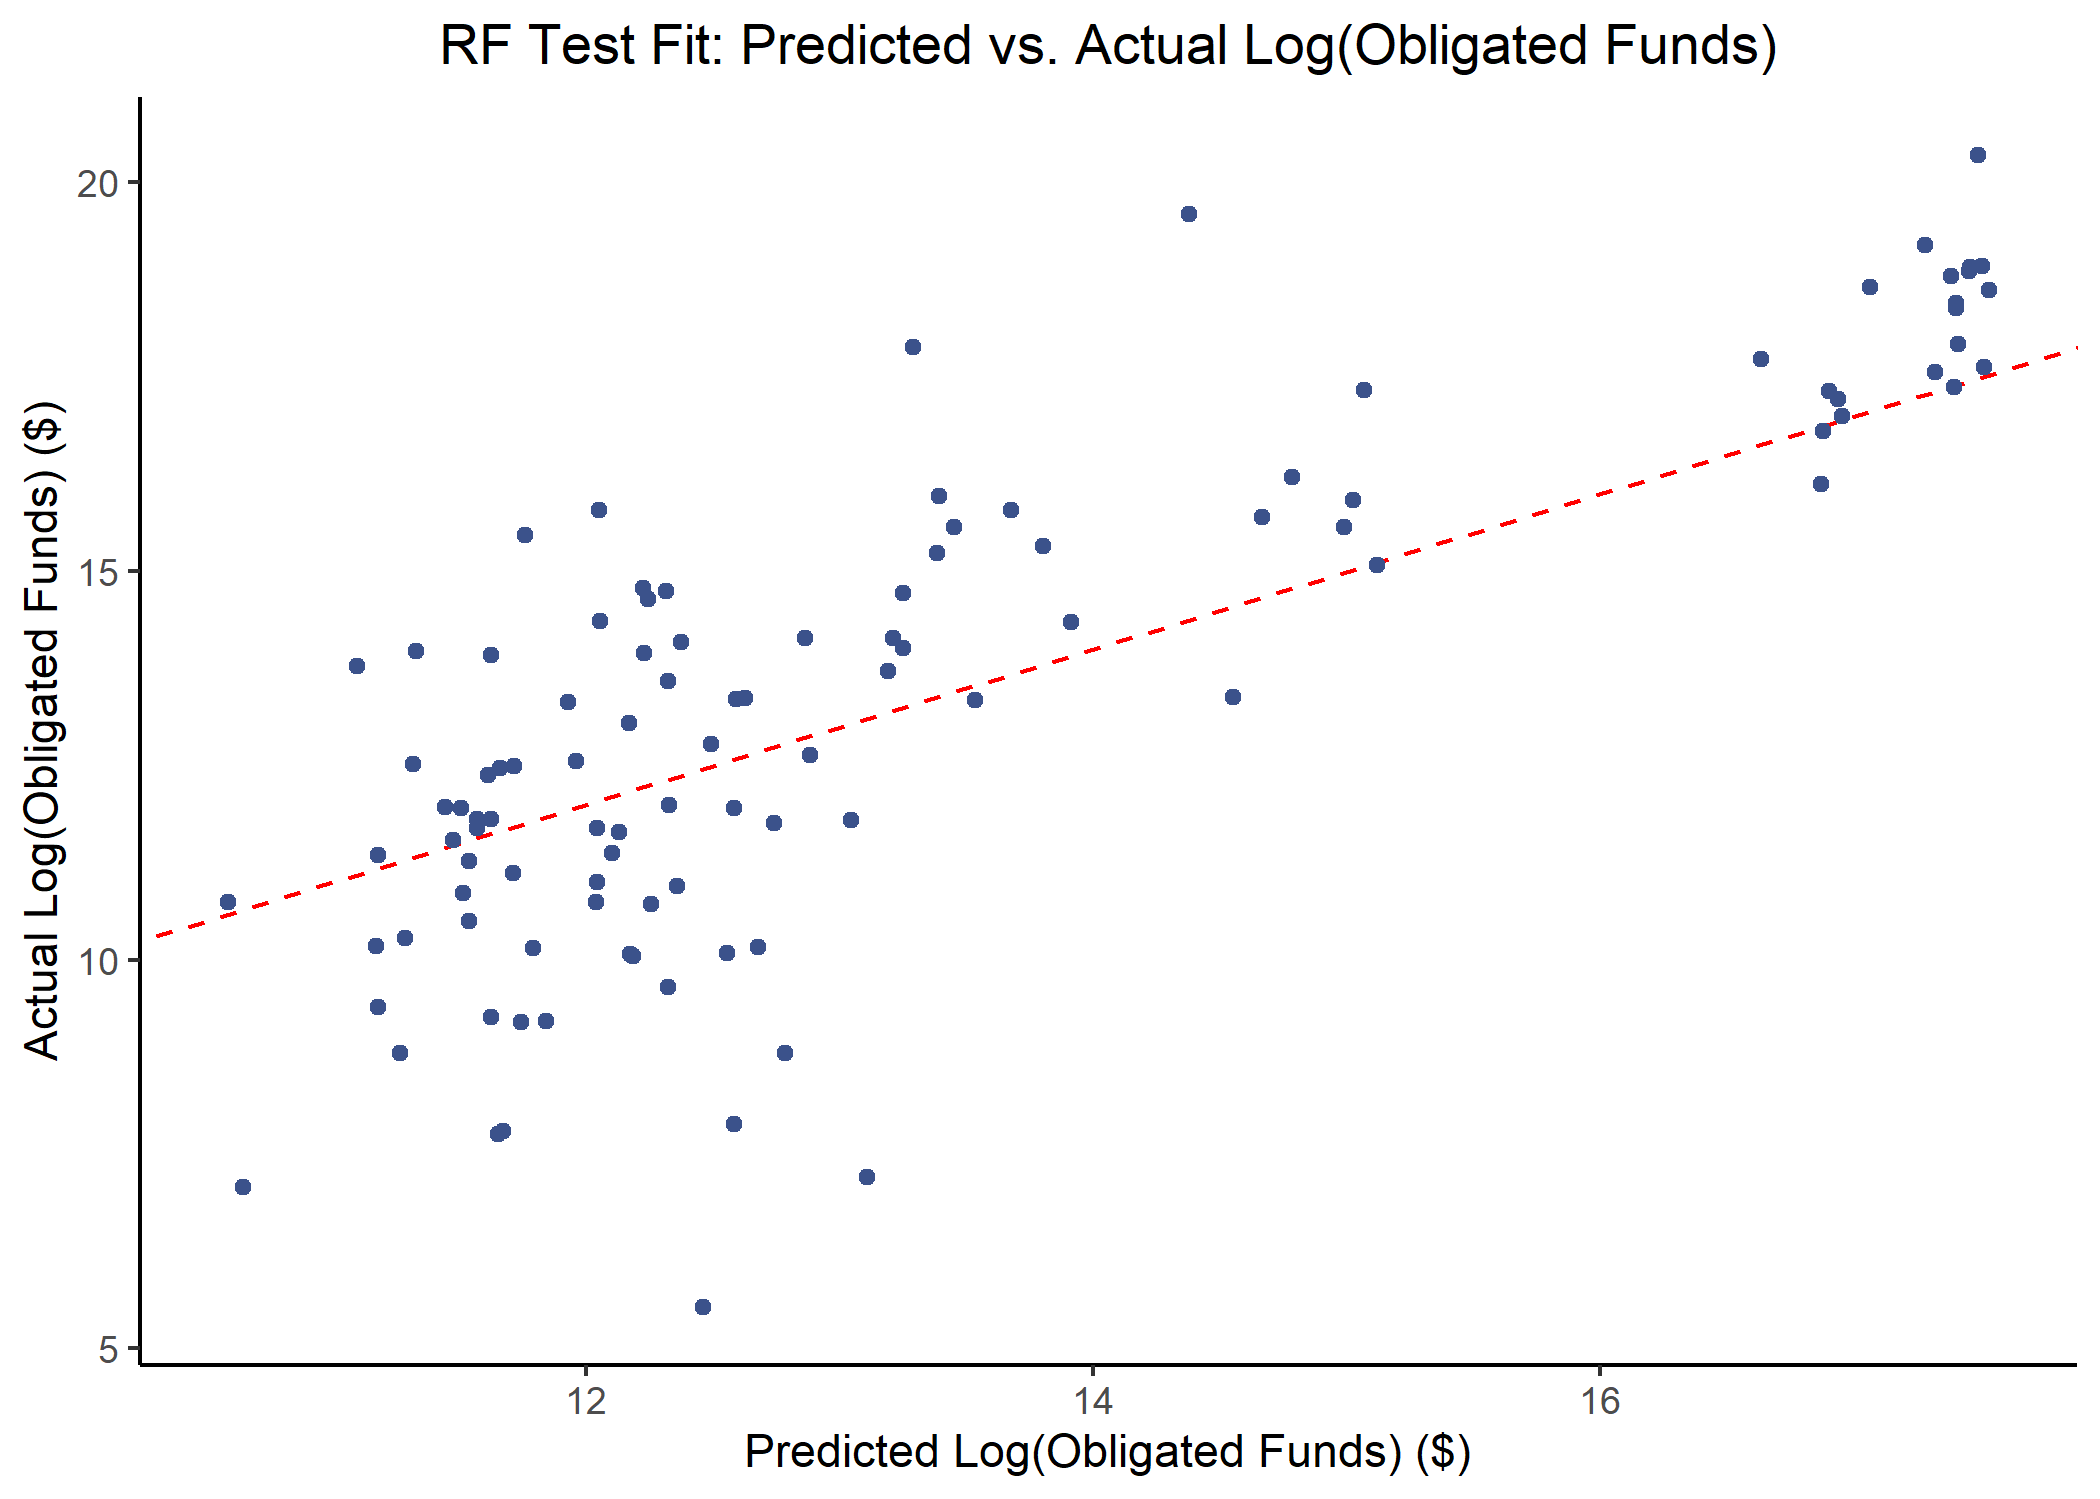 RF Test Fit: Predicted vs. Actual Log(Obligated Funds)
Actual Log(Obligated Funds) ($)
20
15
10
5
12
14
16
Predicted Log(Obligated Funds) ($)